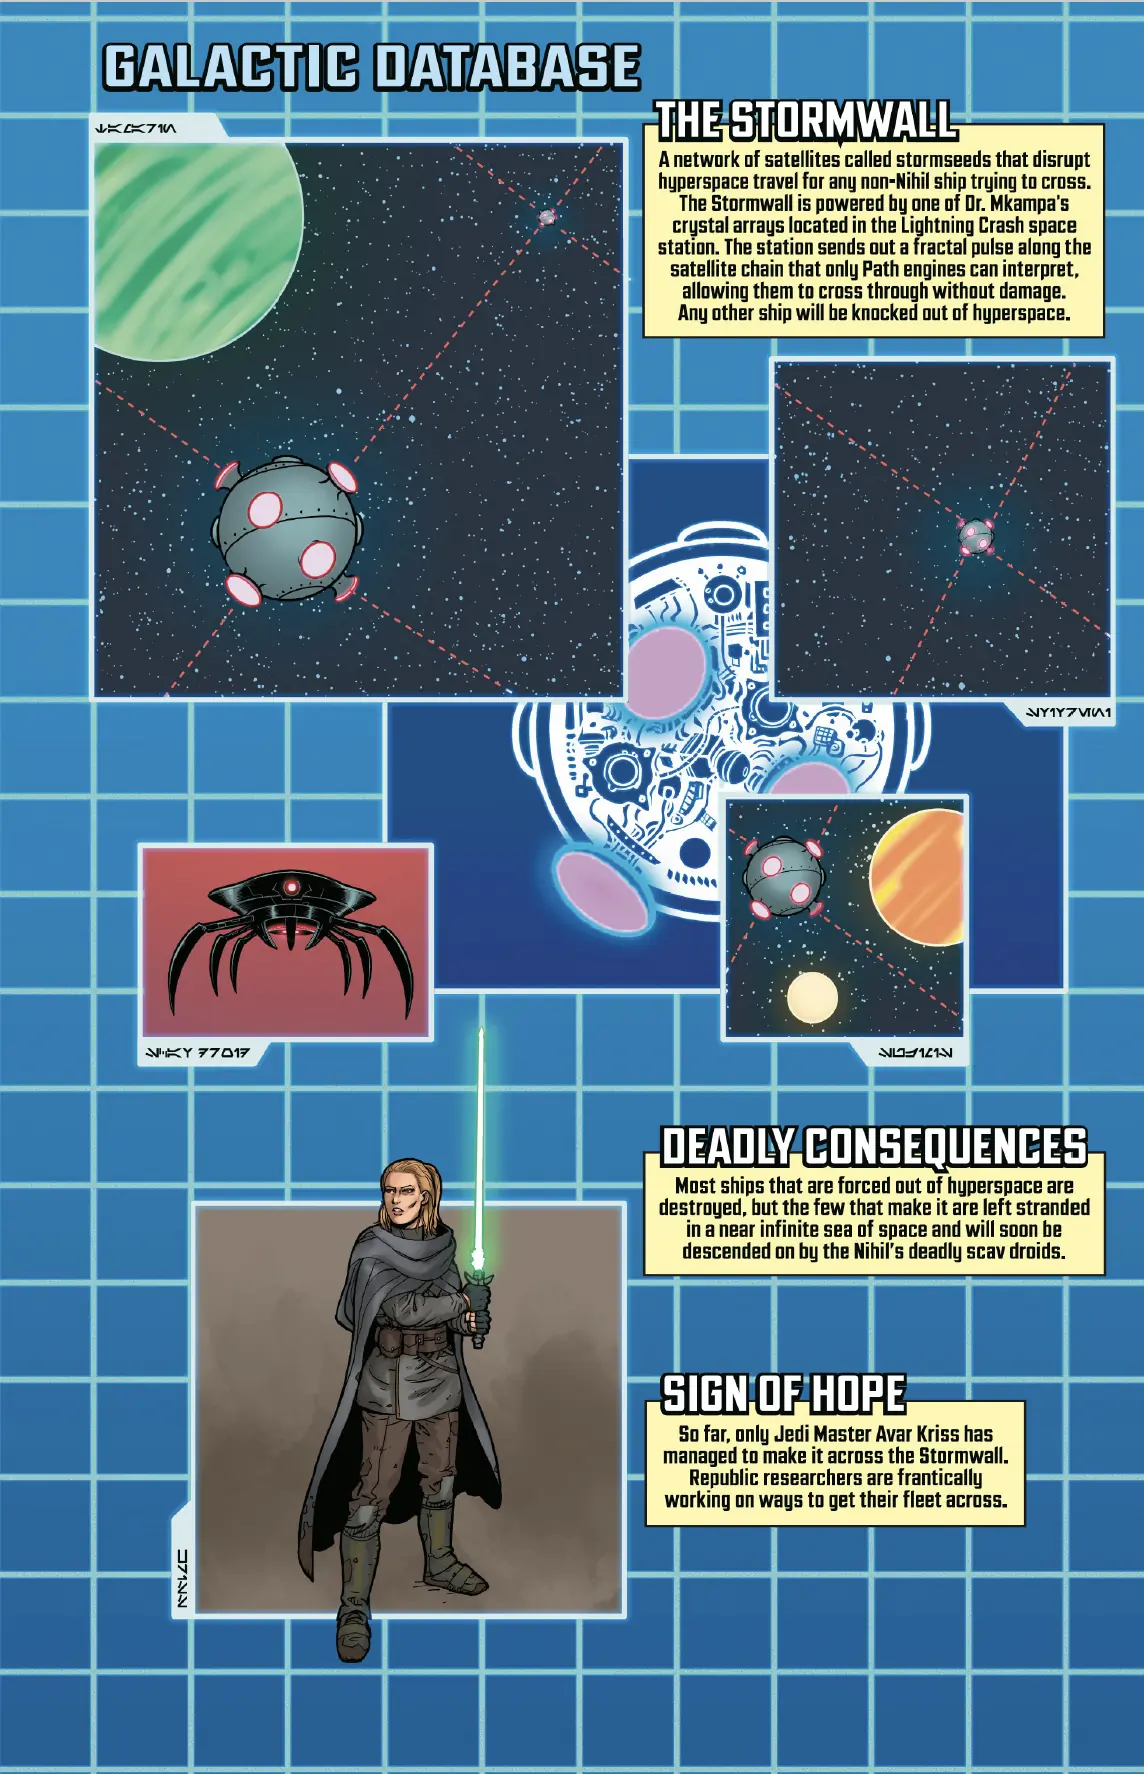 GALACTIC DATABASE
THE STORMWALL
A network of satellites called stormseeds that disrupt
hyperspace travel for any non-Nihil ship trying to cross.
The Stormwall is powered by one of Dr. Mkampa's
crystal arrays located in the Lightning Crash space
station. The station sends out a fractal pulse along the
satellite chain that only Path engines can interpret,
allowing them to cross through without damage.
Any other ship will be knocked out of hyperspace.
DEADLY CONSEQUENCES
Most ships that are forced out of hyperspace are
destroyed, but the few that make it are left stranded
in a near infinite sea of space and will soon be
descended on by the Nihil's deadly scav droids.
SIGN OF HOPE
So far, only Jedi Master Avar Kriss has
managed to make it across the Stormwall.
Republic researchers are frantically
working on ways to get their fleet across.